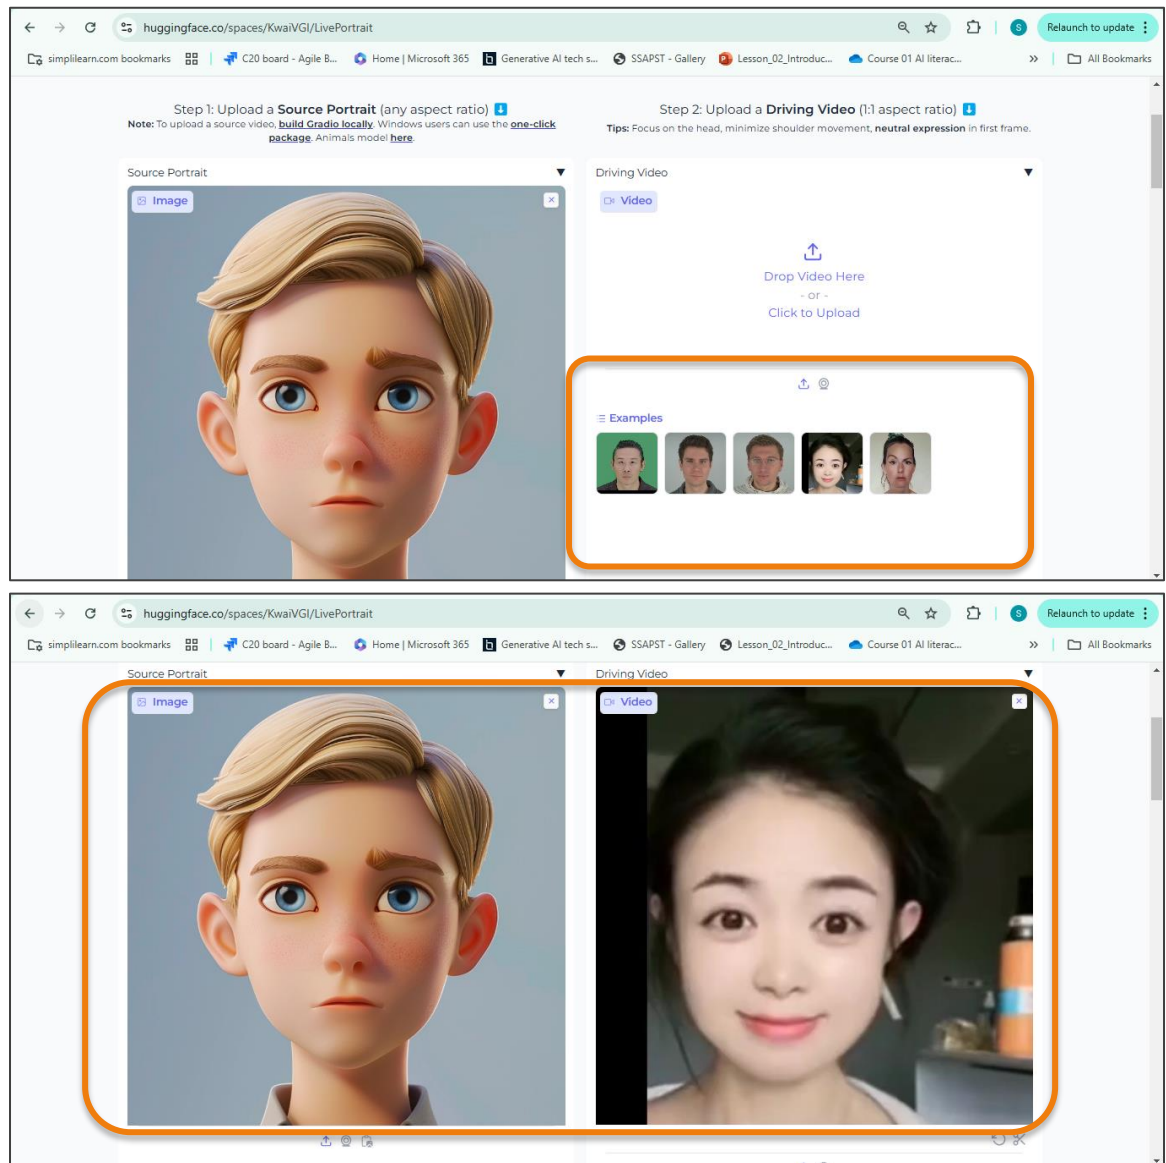 huggingface.co/spaces/KwaiVGI/LivePortrait
S
Relaunch to update
simplilearn.com bookmarks
C20 board - Agile B...
Home | Microsoft 365
Generative AI tech s...
SSAPST - Gallery
Lesson_02_Introduc...
Course 01 AI literac...
»
All Bookmarks
Step 1: Upload a Source Portrait (any aspect ratio)
Note: To upload a source video, build Gradio locally. Windows users can use the one-click
package. Animals model here.
Step 2: Upload a Driving Video (1:1 aspect ratio)
Tips: Focus on the head, minimize shoulder movement, neutral expression in first frame.
Source Portrait
Image
Driving Video
Video
Drop Video Here
- or -
Click to Upload
Examples
huggingface.co/spaces/KwaiVGI/LivePortrait
S
Relaunch to update
simplilearn.com bookmarks
C20 board - Agile B...
Home | Microsoft 365
Generative AI tech s...
SSAPST - Gallery
Lesson_02_Introduc...
Course 01 AI literac...
»
All Bookmarks
Source Portrait
Image
Driving Video
Video